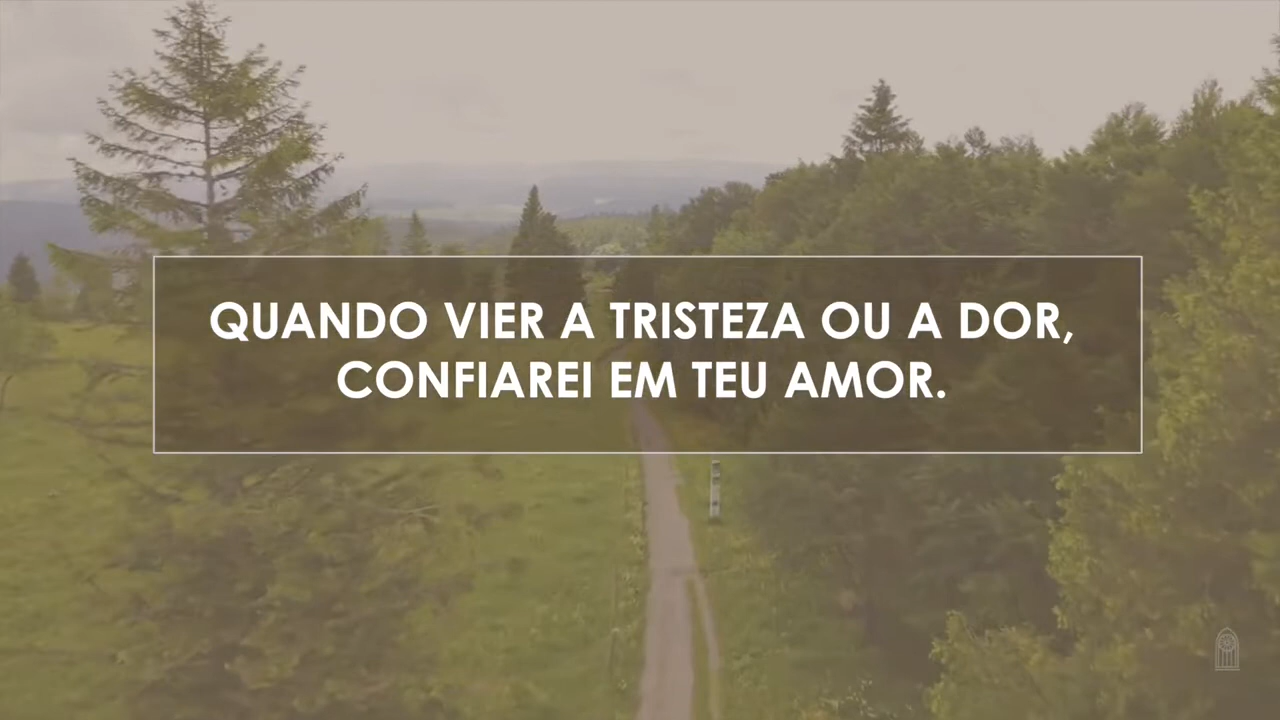 QUANDO VIER A TRISTEZA OU A DOR,
CONFIAREI EM TEU AMOR.